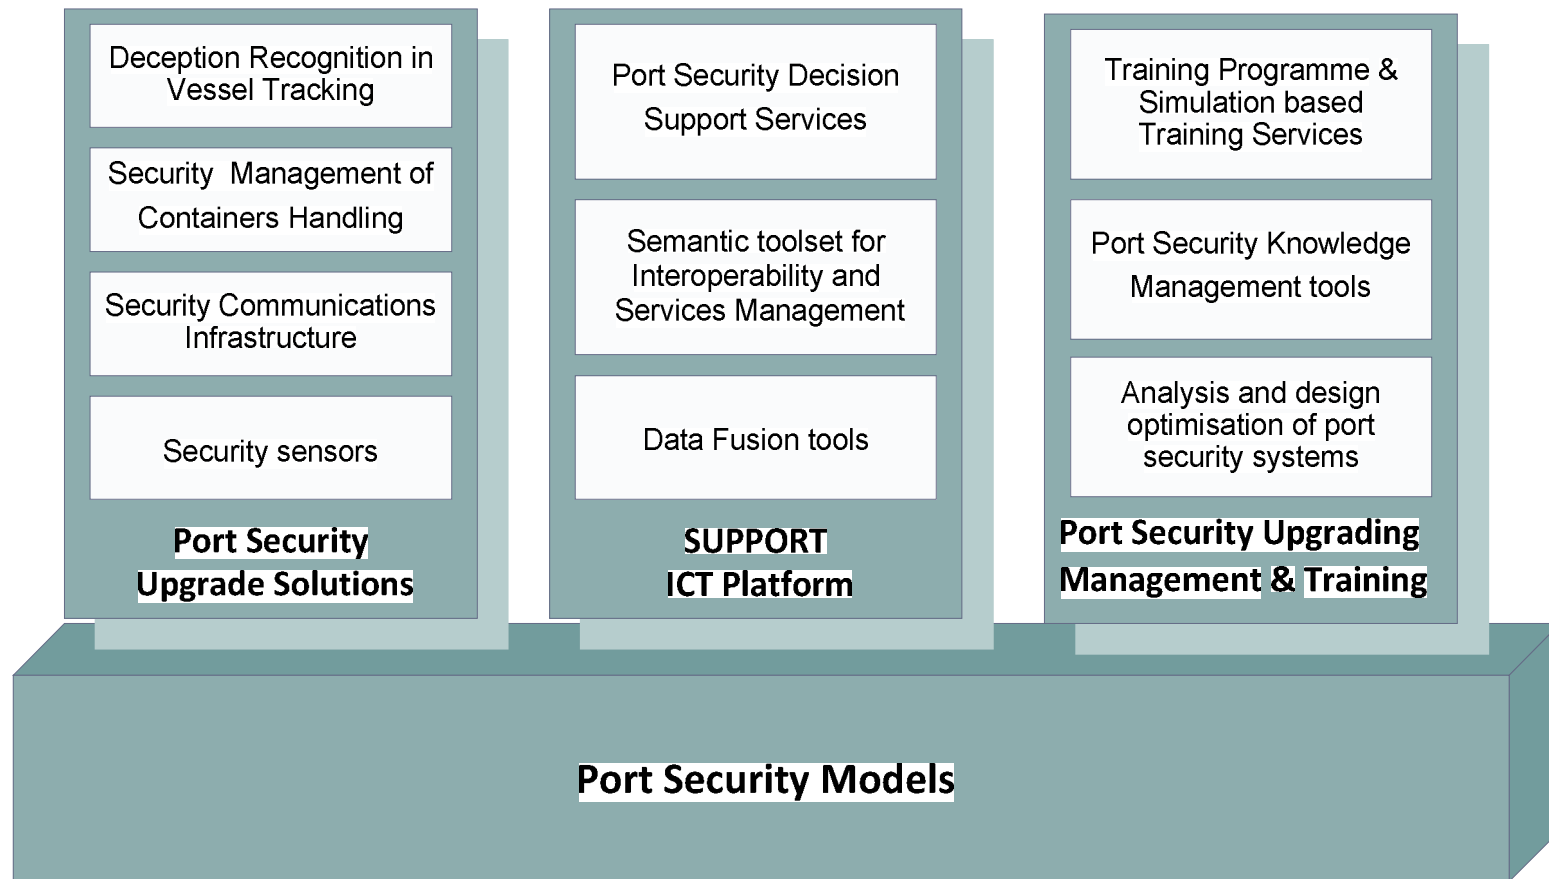 Deception Recognition in
Vessel Tracking
Security  Management of
Containers Handling
Security Communications
Infrastructure
Security sensors
Port Security
Upgrade Solutions
Port Security Decision
Support Services
Semantic toolset for
Interoperability and
Services Management
Data Fusion tools
SUPPORT
ICT Platform
Training Programme &
Simulation based
Training Services
Port Security Knowledge
Management tools
Analysis and design
optimisation of port
security systems
Port Security Upgrading
Management & Training
Port Security Models